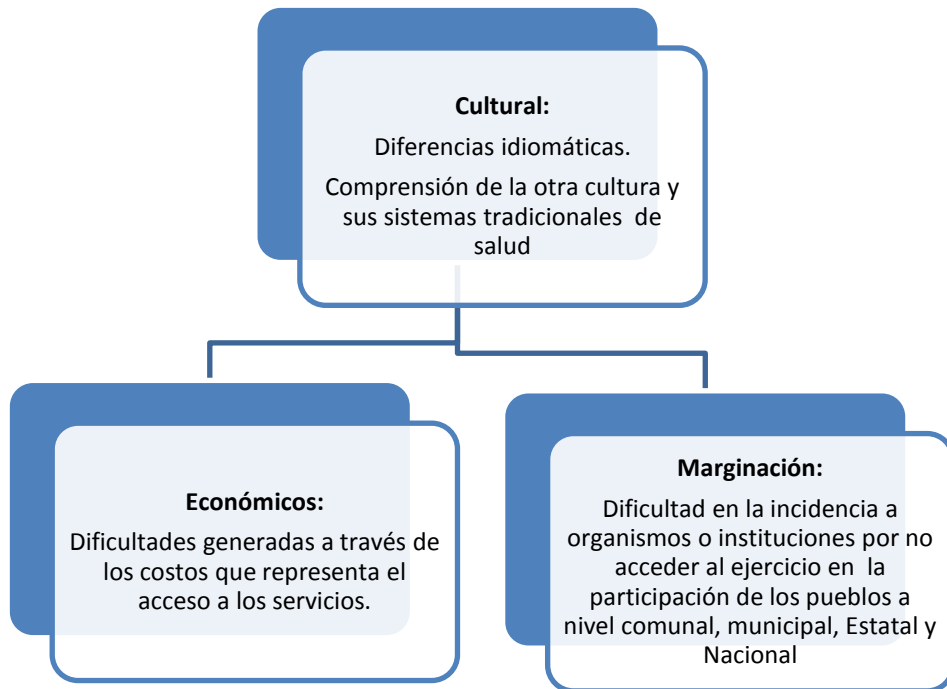 Cultural:
Diferencias idiomáticas.
Comprensión de la otra cultura y
sus sistemas tradicionales de
salud
Económicos:
Dificultades generadas a través de
los costos que representa el
acceso a los servicios.
Marginación:
Dificultad en la incidencia a
organismos o instituciones por no
acceder al ejercicio en la
participación de los pueblos a
nivel comunal, municipal, Estatal y
Nacional